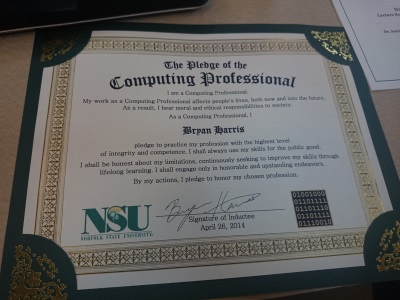 The Pledge of the
Computing Professional
I am a Computing Professional.
My work as a Computing Professional affects people's lives, both now and into the future.
As a result, I bear moral and ethical responsibilities to society.
As a Computing Professional, I
Bryan Harris
pledge to practice my profession with the highest level
of integrity and competence. I shall always use my skills for the public good.
I shall be honest about my limitations, continuously seeking to improve my skills through
lifelong learning. I shall engage only in honorable and upstanding endeavors.
By my actions, I pledge to honor my chosen profession.
NSU
NORFOLK STATE UNIVERSITY
Bryan Harris
Signature of Inductee
April 26, 2014
01001000
01101111
01101110
01101111
01110010